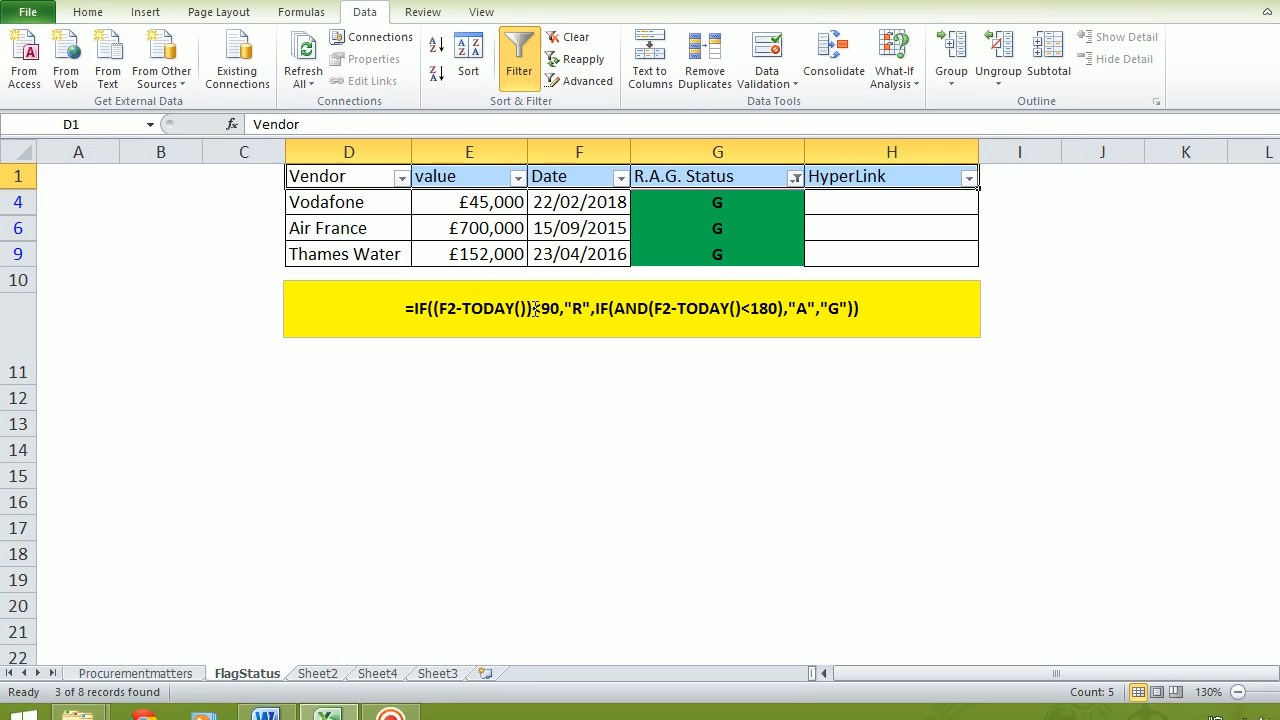 File Home Insert Page Layout Formulas Data Review View
From Access From Web From Text From Other Sources Existing Connections Refresh All Connections Properties Edit Links Sort Filter Clear Reapply Advanced Text to Columns Remove Duplicates Data Validation Consolidate What-If Analysis Group Ungroup Subtotal Show Detail Hide Detail
Get External Data Connections Sort & Filter Data Tools Outline
D1 fx Vendor
A B C D E F G H I J K L
1 Vendor value Date R.A.G. Status HyperLink
4 Vodafone £45,000 22/02/2018 G
6 Air France £700,000 15/09/2015 G
9 Thames Water £152,000 23/04/2016 G
10
=IF((F2-TODAY())<90,"R",IF(AND(F2-TODAY()<180),"A","G"))
11
12
13
14
15
16
17
18
19
20
21
22
Procurementmatters FlagStatus Sheet2 Sheet4 Sheet3
Ready 3 of 8 records found Count: 5 130%